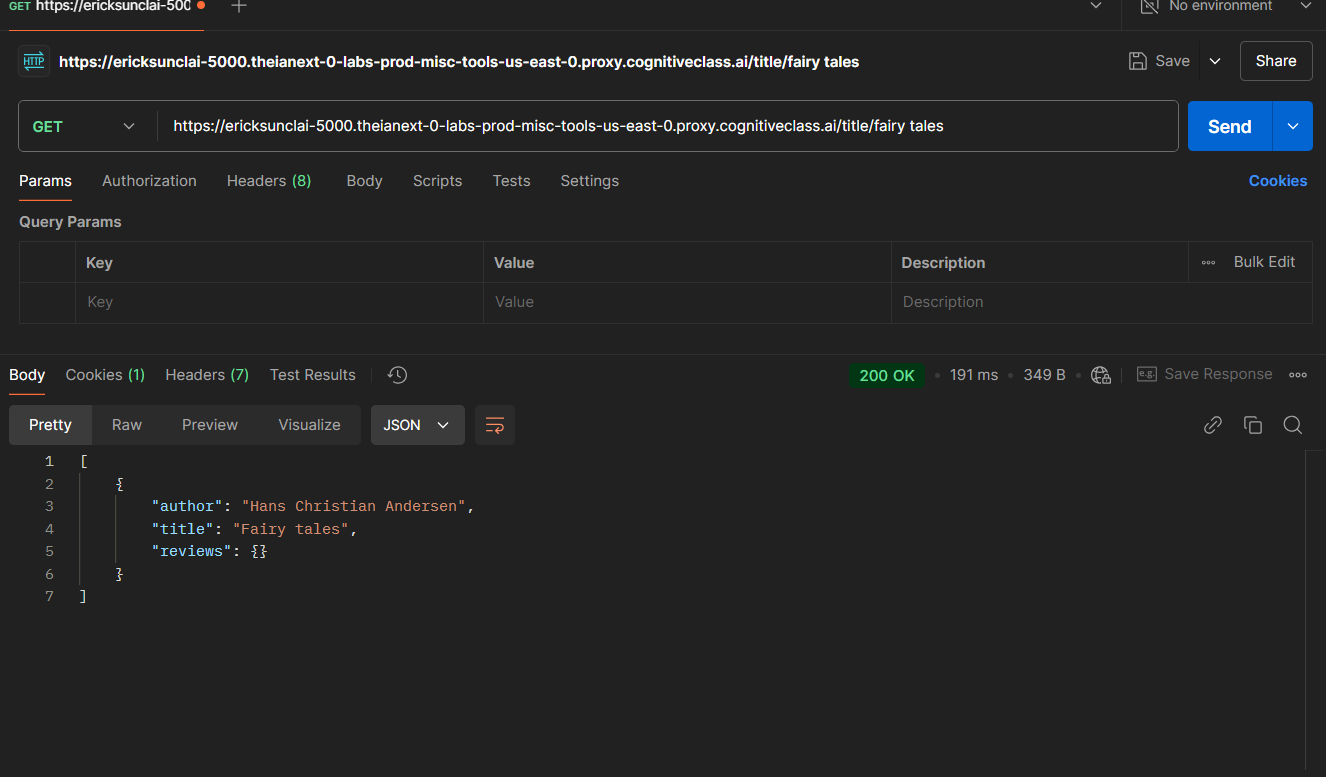 GET https://ericksunclai-500
No environment
HTTP https://ericksunclai-5000.theianext-0-labs-prod-misc-tools-us-east-0.proxy.cognitiveclass.ai/title/fairy tales
Save Share
GET https://ericksunclai-5000.theianext-0-labs-prod-misc-tools-us-east-0.proxy.cognitiveclass.ai/title/fairy tales Send
Params Authorization Headers (8) Body Scripts Tests Settings Cookies
Query Params
Key Value Description Bulk Edit
Key Value Description
Body Cookies (1) Headers (7) Test Results 200 OK 191 ms 349 B e.g. Save Response
Pretty Raw Preview Visualize JSON
1 [
2 {
3 "author": "Hans Christian Andersen",
4 "title": "Fairy tales",
5 "reviews": {}
6 }
7 ]